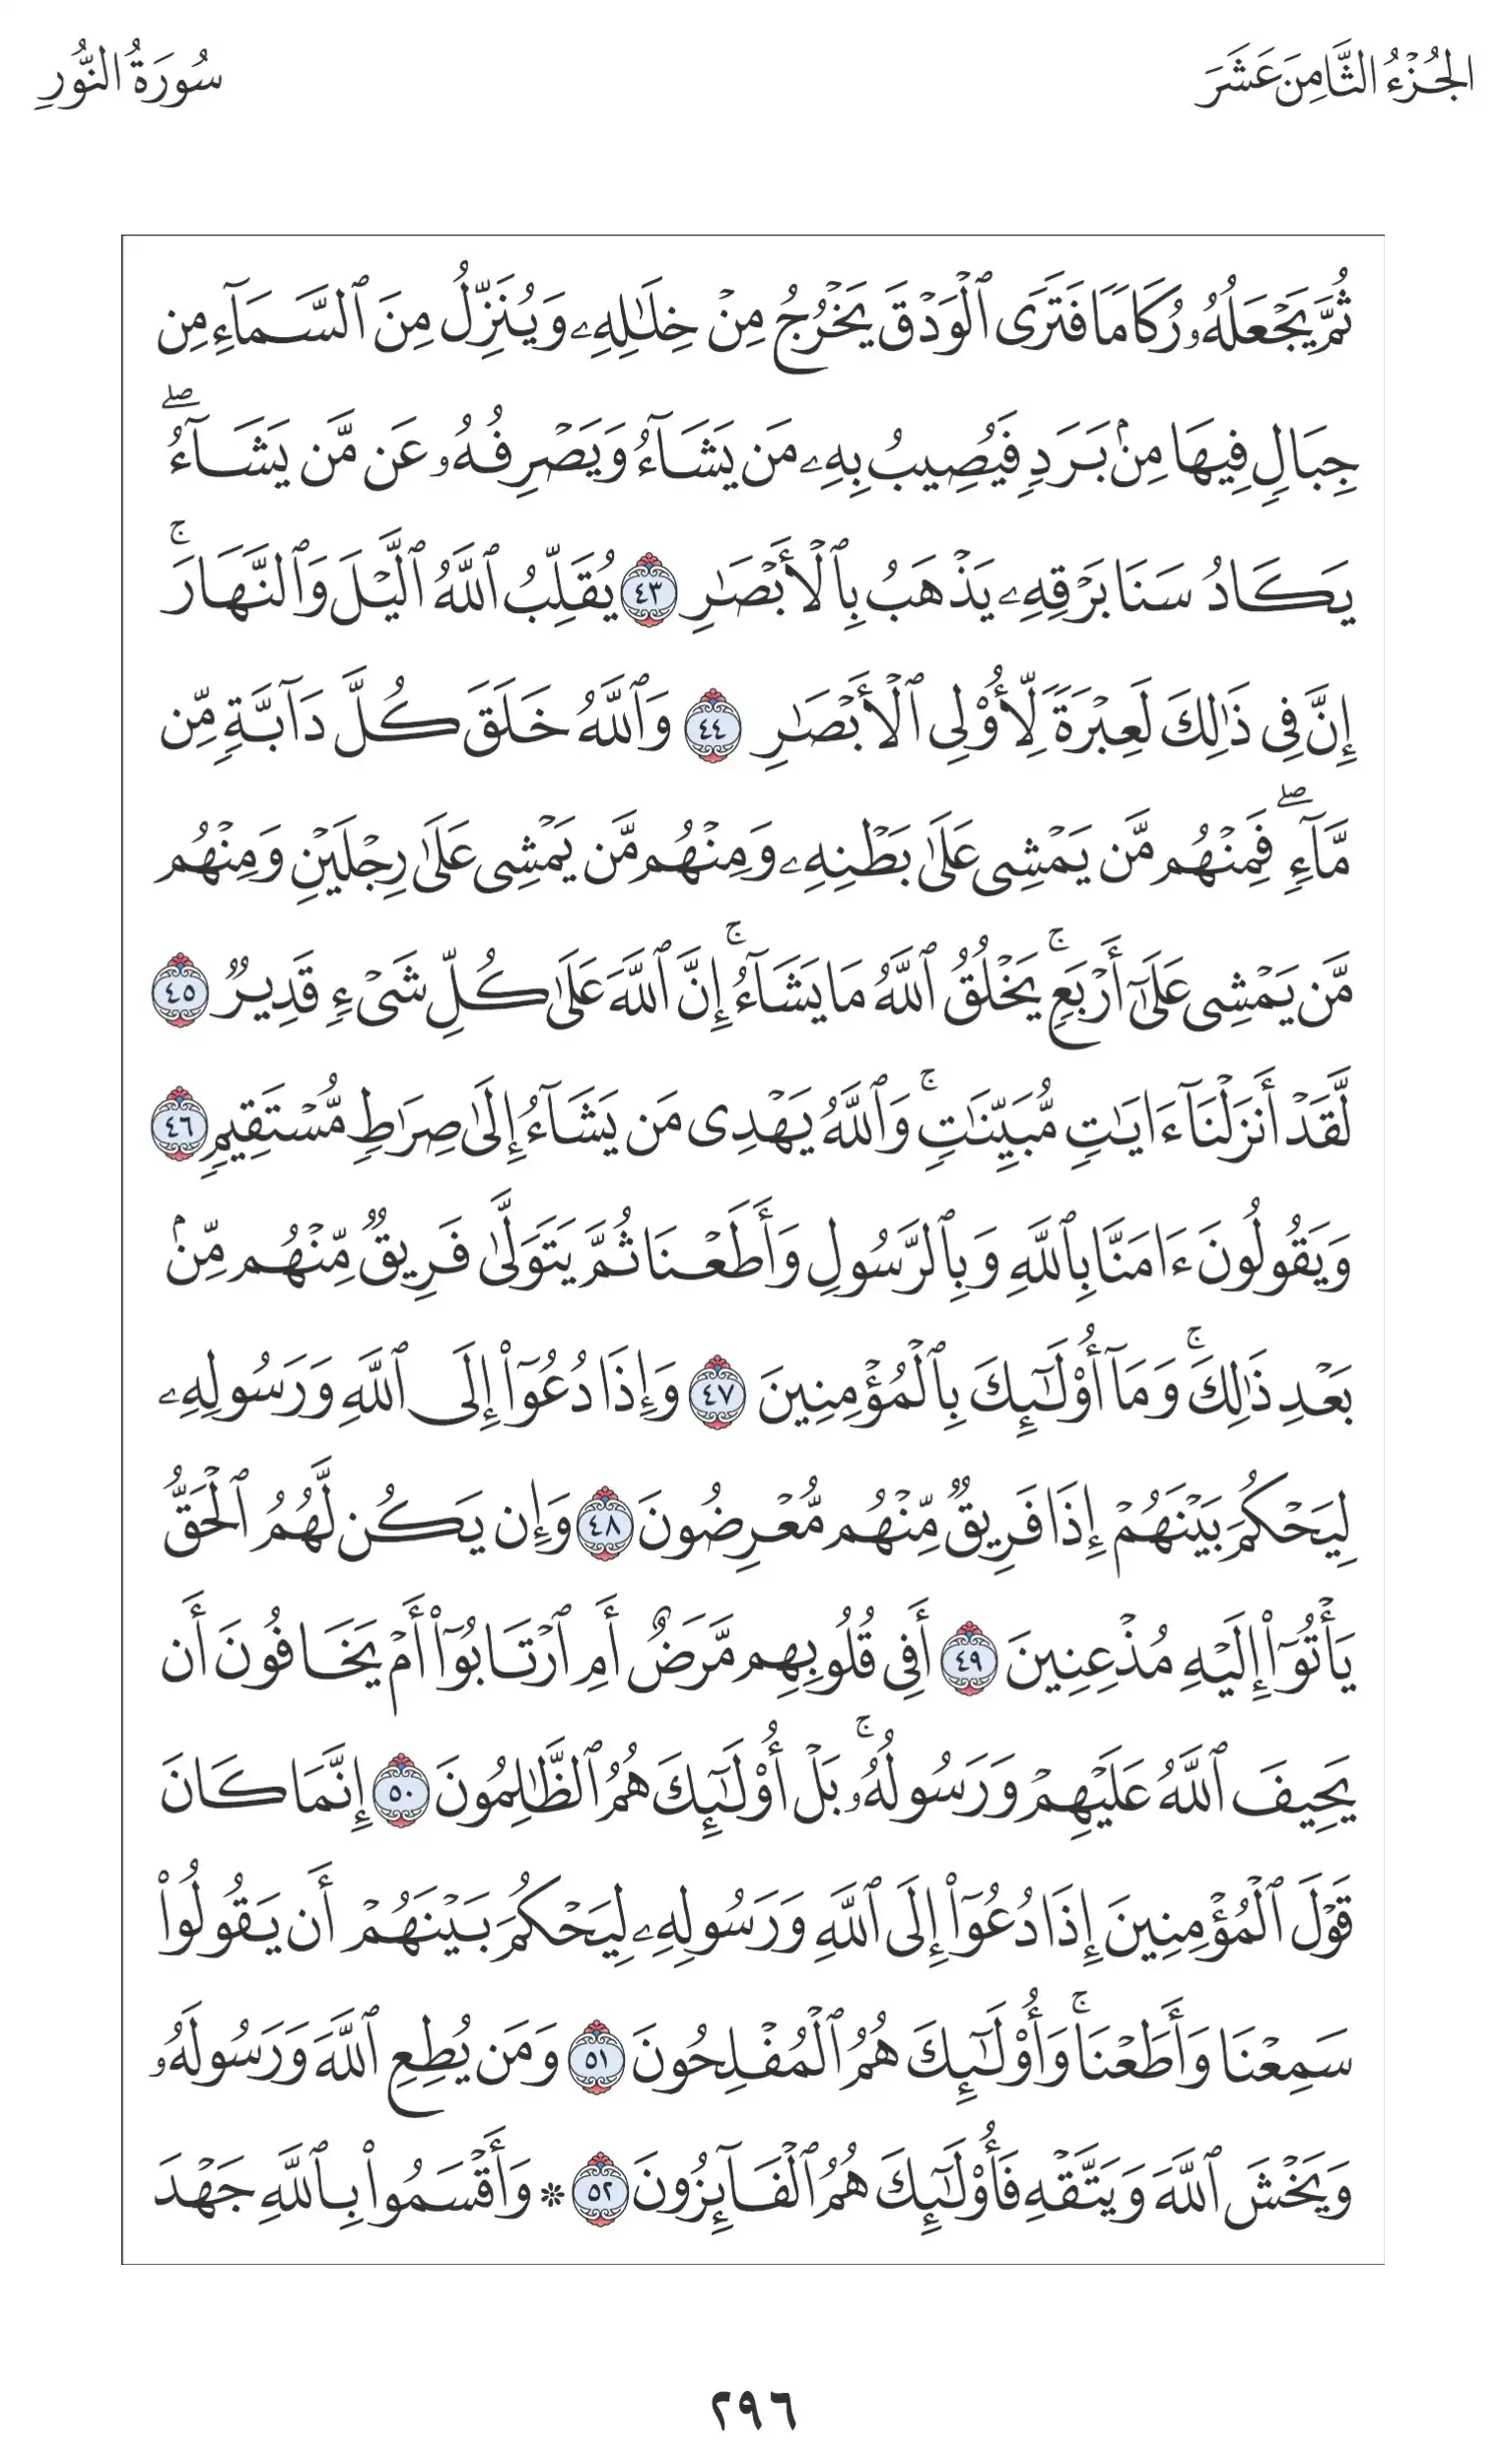 الجُزْءُ الثَّامِنَ عَشَرَ
سُورَةُ النُّورِ
ثُمَّ يَجْعَلُهُۥ رُكَامًا فَتَرَى ٱلْوَدْقَ يَخْرُجُ مِنْ خِلَٰلِهِۦ وَيُنَزِّلُ مِنَ ٱلسَّمَآءِ مِن
جِبَالٍ فِيهَا مِنۢ بَرَدٍ فَيُصِيبُ بِهِۦ مَن يَشَآءُ وَيَصْرِفُهُۥ عَن مَّن يَشَآءُ ۖ
يَكَادُ سَنَا بَرْقِهِۦ يَذْهَبُ بِٱلْأَبْصَٰرِ ٤٣ يُقَلِّبُ ٱللَّهُ ٱلَّيْلَ وَٱلنَّهَارَ ۚ
إِنَّ فِى ذَٰلِكَ لَعِبْرَةً لِّأُو۟لِى ٱلْأَبْصَٰرِ ٤٤ وَٱللَّهُ خَلَقَ كُلَّ دَآبَّةٍ مِّن
مَّآءٍ ۖ فَمِنْهُم مَّن يَمْشِى عَلَىٰ بَطْنِهِۦ وَمِنْهُم مَّن يَمْشِى عَلَىٰ رِجْلَيْنِ وَمِنْهُم
مَّن يَمْشِى عَلَىٰٓ أَرْبَعٍ ۚ يَخْلُقُ ٱللَّهُ مَا يَشَآءُ ۚ إِنَّ ٱللَّهَ عَلَىٰ كُلِّ شَىْءٍ قَدِيرٌ ٤٥
لَّقَدْ أَنزَلْنَآ ءَايَٰتٍ مُّبَيِّنَٰتٍ ۚ وَٱللَّهُ يَهْدِى مَن يَشَآءُ إِلَىٰ صِرَٰطٍ مُّسْتَقِيمٍ ٤٦
وَيَقُولُونَ ءَامَنَّا بِٱللَّهِ وَبِٱلرَّسُولِ وَأَطَعْنَا ثُمَّ يَتَوَلَّىٰ فَرِيقٌ مِّنْهُم مِّنۢ
بَعْدِ ذَٰلِكَ ۚ وَمَآ أُو۟لَٰٓئِكَ بِٱلْمُؤْمِنِينَ ٤٧ وَإِذَا دُعُوٓا۟ إِلَى ٱللَّهِ وَرَسُولِهِۦ
لِيَحْكُمَ بَيْنَهُمْ إِذَا فَرِيقٌ مِّنْهُم مُّعْرِضُونَ ٤٨ وَإِن يَكُن لَّهُمُ ٱلْحَقُّ
يَأْتُوٓا۟ إِلَيْهِ مُذْعِنِينَ ٤٩ أَفِى قُلُوبِهِم مَّرَضٌ أَمِ ٱرْتَابُوٓا۟ أَمْ يَخَافُونَ أَن
يَحِيفَ ٱللَّهُ عَلَيْهِمْ وَرَسُولُهُۥ ۚ بَلْ أُو۟لَٰٓئِكَ هُمُ ٱلظَّٰلِمُونَ ٥٠ إِنَّمَا كَانَ
قَوْلَ ٱلْمُؤْمِنِينَ إِذَا دُعُوٓا۟ إِلَى ٱللَّهِ وَرَسُولِهِۦ لِيَحْكُمَ بَيْنَهُمْ أَن يَقُولُوا۟
سَمِعْنَا وَأَطَعْنَا ۚ وَأُو۟لَٰٓئِكَ هُمُ ٱلْمُفْلِحُونَ ٥١ وَمَن يُطِعِ ٱللَّهَ وَرَسُولَهُۥ
وَيَخْشَ ٱللَّهَ وَيَتَّقْهِ فَأُو۟لَٰٓئِكَ هُمُ ٱلْفَآئِزُونَ ٥٢ * وَأَقْسَمُوا۟ بِٱللَّهِ جَهْدَ
٢٩٦